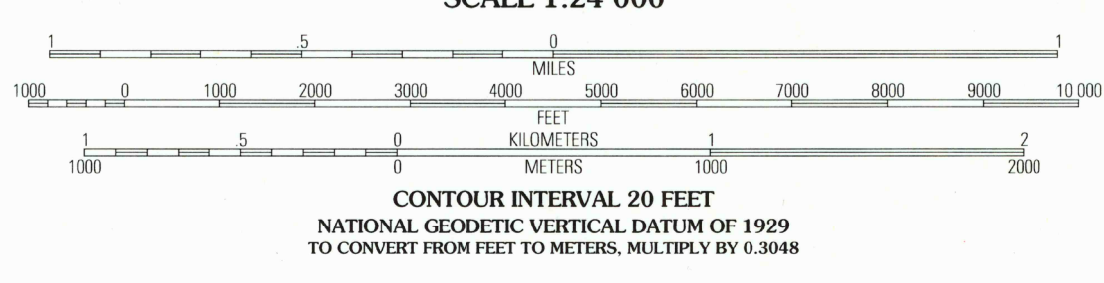 SCALE 1:24 000
1 .5 0 1
MILES
1000 0 1000 2000 3000 4000 5000 6000 7000 8000 9000 10 000
FEET
1 .5 0 KILOMETERS 1 2
1000 0 METERS 1000 2000
CONTOUR INTERVAL 20 FEET
NATIONAL GEODETIC VERTICAL DATUM OF 1929
TO CONVERT FROM FEET TO METERS, MULTIPLY BY 0.3048